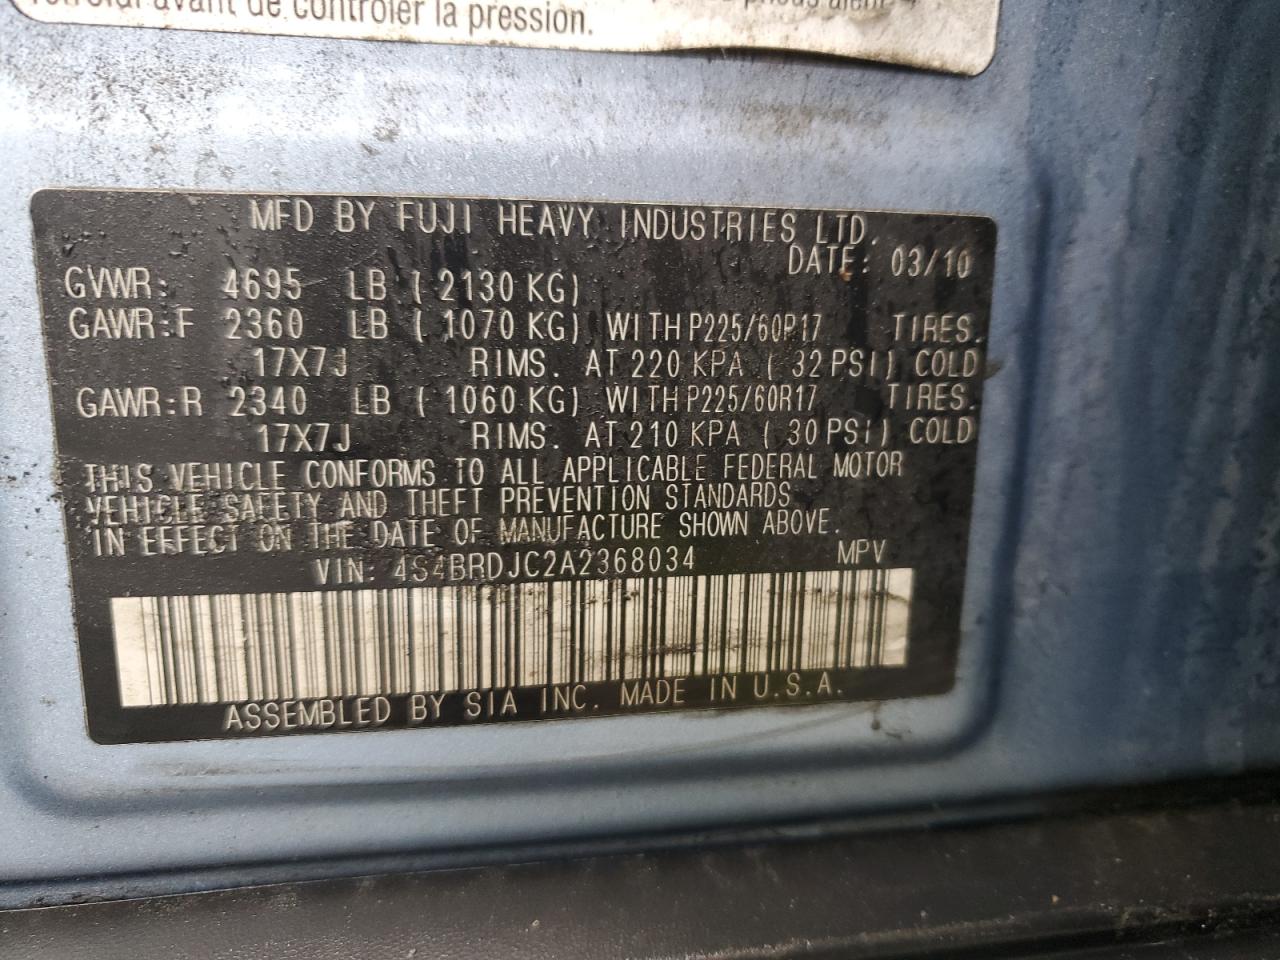 avant de contrôler la pression.
MFD BY FUJI HEAVY INDUSTRIES LTD.
DATE: 03/10
GVWR: 4695 LB ( 2130 KG)
GAWR:F 2360 LB ( 1070 KG) WITH P225/60R17 TIRES.
17X7J RIMS. AT 220 KPA ( 32 PSI) COLD
GAWR:R 2340 LB ( 1060 KG) WITH P225/60R17 TIRES.
17X7J RIMS. AT 210 KPA ( 30 PSI) COLD
THIS VEHICLE CONFORMS TO ALL APPLICABLE FEDERAL MOTOR
VEHICLE SAFETY AND THEFT PREVENTION STANDARDS
IN EFFECT ON THE DATE OF MANUFACTURE SHOWN ABOVE.
VIN: 4S4BRDJC2A2368034 MPV
ASSEMBLED BY SIA INC. MADE IN U.S.A.